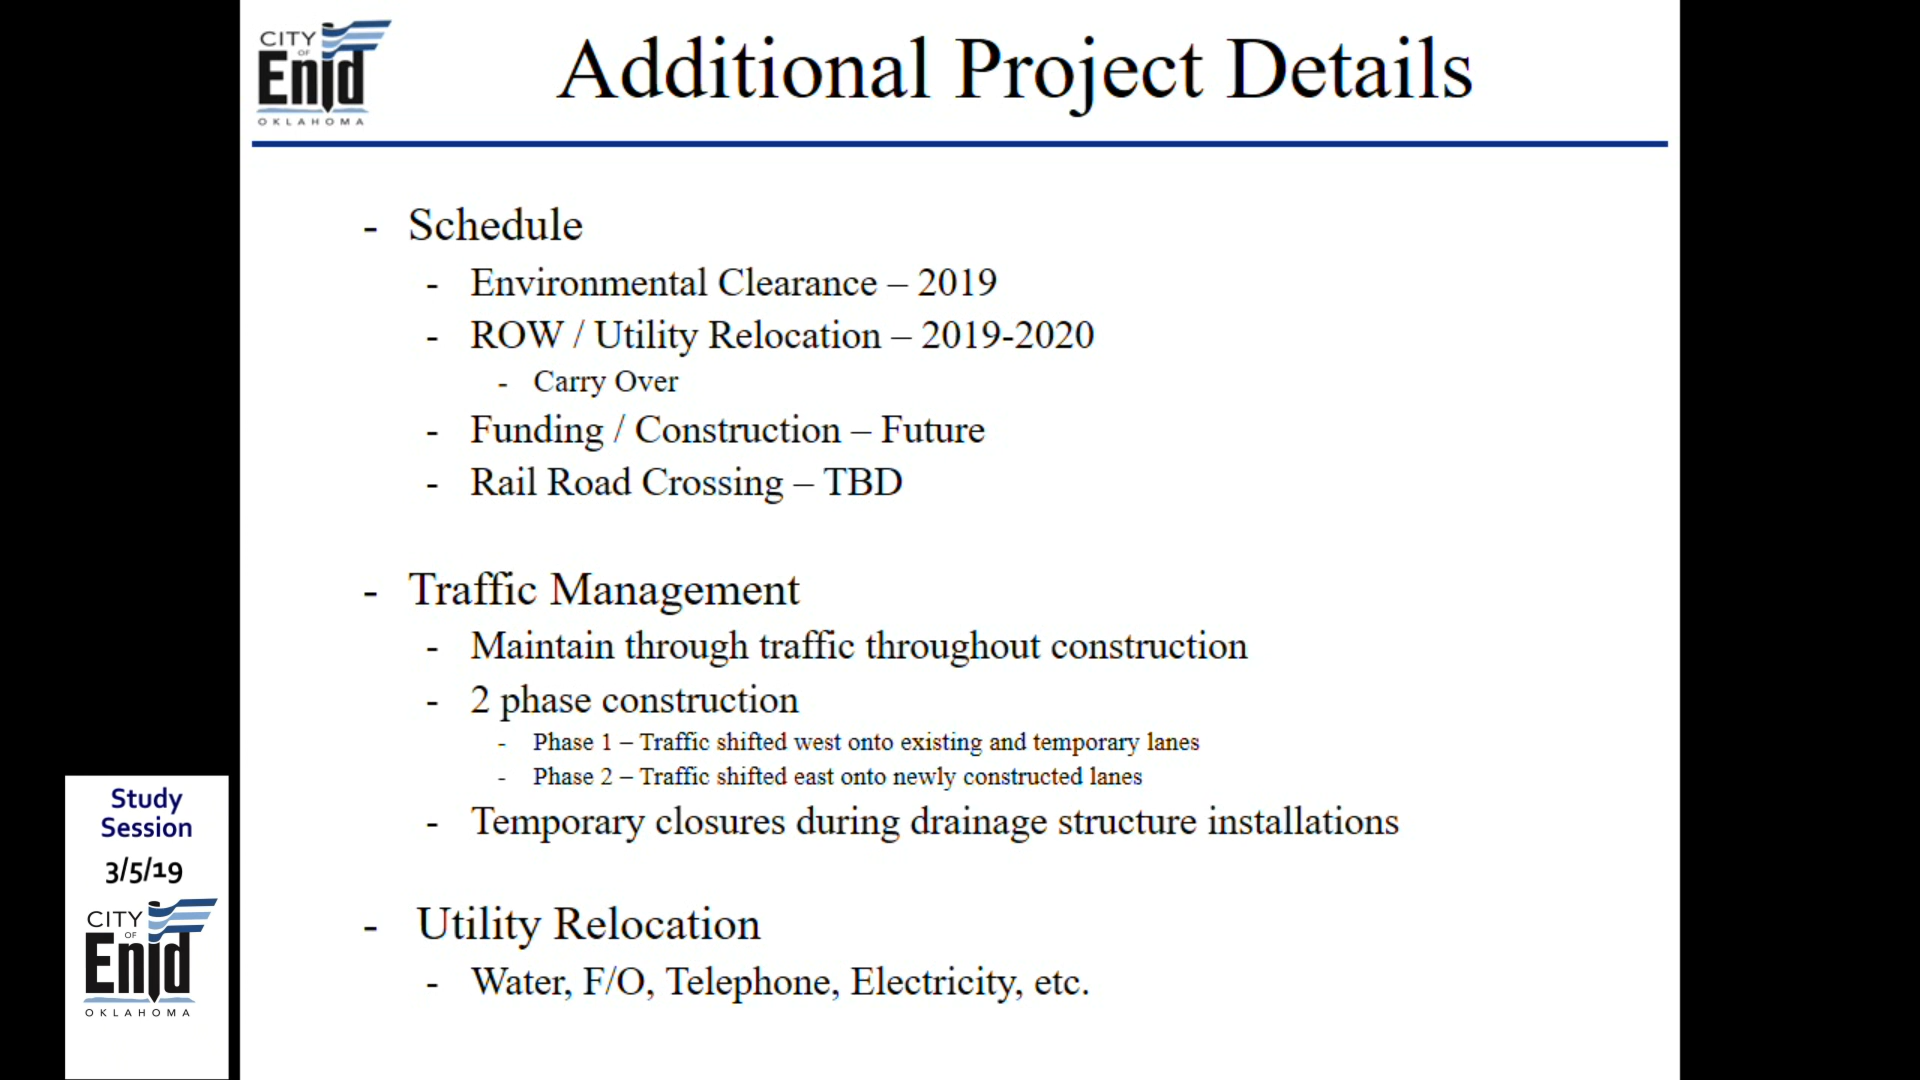 CITY
OF
Enid
OKLAHOMA
Additional Project Details
- Schedule
- Environmental Clearance – 2019
- ROW / Utility Relocation – 2019-2020
- Carry Over
- Funding / Construction – Future
- Rail Road Crossing – TBD
- Traffic Management
- Maintain through traffic throughout construction
- 2 phase construction
- Phase 1 – Traffic shifted west onto existing and temporary lanes
- Phase 2 – Traffic shifted east onto newly constructed lanes
- Temporary closures during drainage structure installations
- Utility Relocation
- Water, F/O, Telephone, Electricity, etc.
Study
Session
3/5/19
CITY
OF
Enid
OKLAHOMA